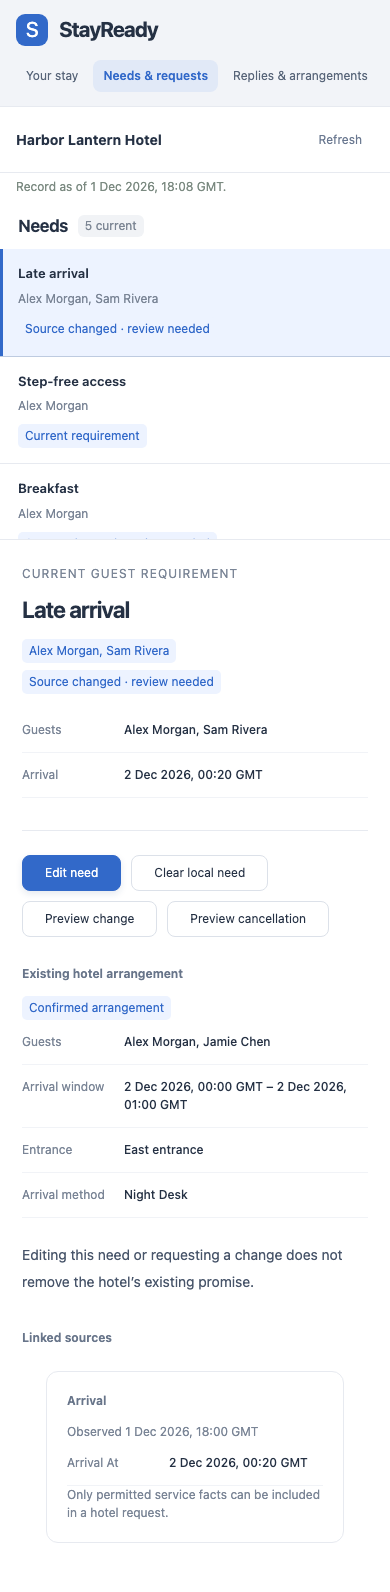 S StayReady
Your stay Needs & requests Replies & arrangements
Harbor Lantern Hotel Refresh
Record as of 1 Dec 2026, 18:08 GMT.
Needs 5 current
Late arrival
Alex Morgan, Sam Rivera
Source changed · review needed
Step-free access
Alex Morgan
Current requirement
Breakfast
Alex Morgan
CURRENT GUEST REQUIREMENT
Late arrival
Alex Morgan, Sam Rivera
Source changed · review needed
Guests Alex Morgan, Sam Rivera
Arrival 2 Dec 2026, 00:20 GMT
Edit need Clear local need
Preview change Preview cancellation
Existing hotel arrangement
Confirmed arrangement
Guests Alex Morgan, Jamie Chen
Arrival window 2 Dec 2026, 00:00 GMT – 2 Dec 2026,
01:00 GMT
Entrance East entrance
Arrival method Night Desk
Editing this need or requesting a change does not
remove the hotel's existing promise.
Linked sources
Arrival
Observed 1 Dec 2026, 18:00 GMT
Arrival At 2 Dec 2026, 00:20 GMT
Only permitted service facts can be included
in a hotel request.